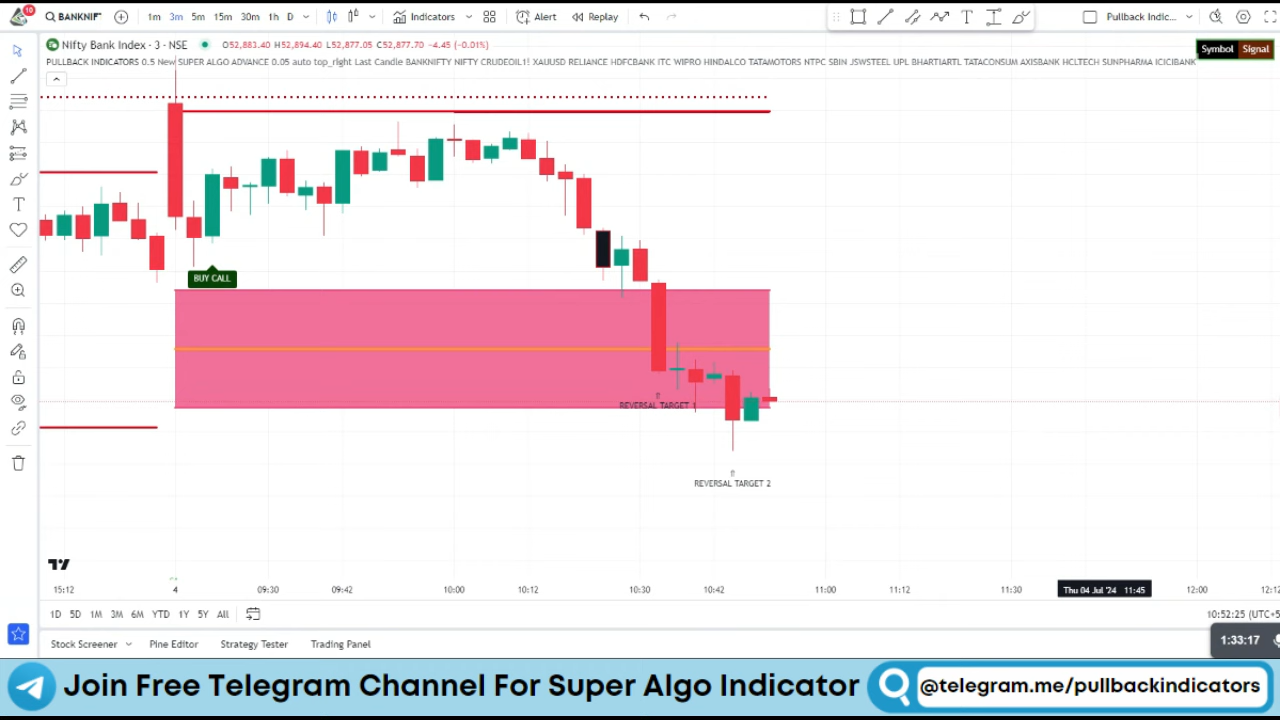 10
BANKNIF 1m 3m 5m 15m 30m 1h D Indicators Alert Replay Pullback Indic...
Nifty Bank Index · 3 · NSE O52,883.40 H52,894.40 L52,877.05 C52,877.70 -4.45 (-0.01%)
Symbol Signal
PULLBACK INDICATORS 0.5 New SUPER ALGO ADVANCE 0.05 auto top_right Last Candle BANKNIFTY NIFTY CRUDEOIL1! XAUUSD RELIANCE HDFCBANK ITC WIPRO HINDALCO TATAMOTORS NTPC SBIN JSWSTEEL UPL BHARTIARTL TATACONSUM AXISBANK HCLTECH SUNPHARMA ICICIBANK
BUY CALL
REVERSAL TARGET 1
REVERSAL TARGET 2
15:12 4 09:30 09:42 10:00 10:12 10:30 10:42 11:00 11:12 11:30 Thu 04 Jul '24 11:45 12:00 12:12
1D 5D 1M 3M 6M YTD 1Y 5Y All 10:52:25 (UTC+5
Stock Screener Pine Editor Strategy Tester Trading Panel 1:33:17
Join Free Telegram Channel For Super Algo Indicator @telegram.me/pullbackindicators